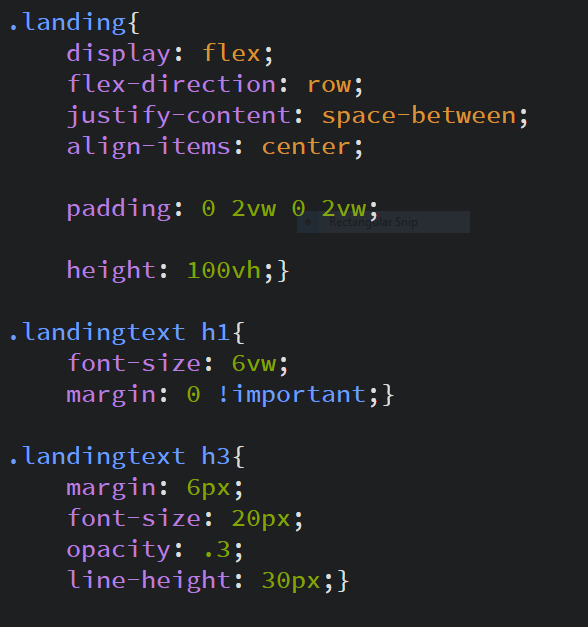 .landing{
    display: flex;
    flex-direction: row;
    justify-content: space-between;
    align-items: center;
    padding: 0 2vw 0 2vw;
Rectangular Snip
    height: 100vh;}
.landingtext h1{
    font-size: 6vw;
    margin: 0 !important;}
.landingtext h3{
    margin: 6px;
    font-size: 20px;
    opacity: .3;
    line-height: 30px;}